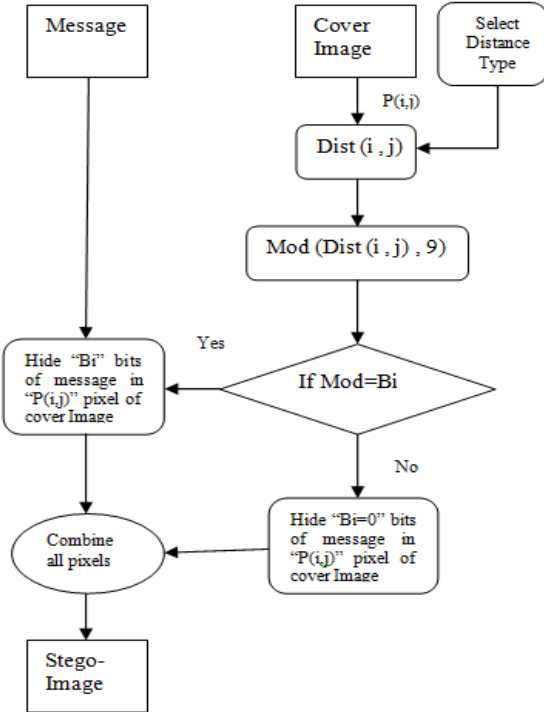 Message
Cover
Image
Select
Distance
Type
P(i,j)
Dist (i , j)
Mod (Dist (i , j) , 9)
Yes
If Mod=Bi
Hide “Bi” bits
of message in
“P(i,j)” pixel of
cover Image
No
Hide “Bi=0” bits
of message in
“P(i,j)” pixel of
cover Image
Combine
all pixels
Stego-
Image